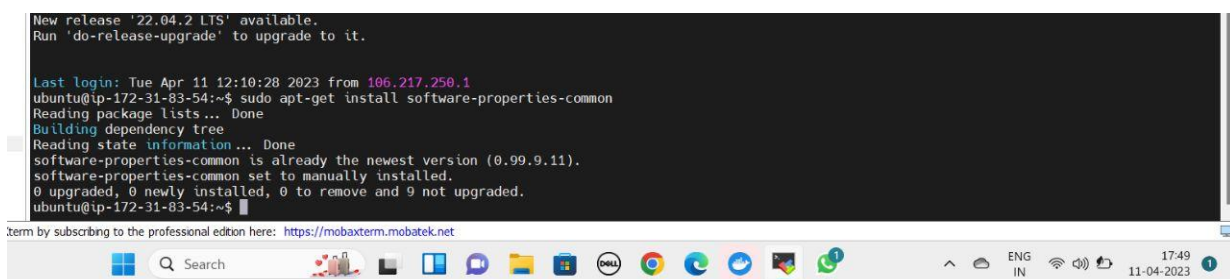 New release '22.04.2 LTS' available.
Run 'do-release-upgrade' to upgrade to it.
Last login: Tue Apr 11 12:10:28 2023 from 106.217.250.1
ubuntu@ip-172-31-83-54:~$ sudo apt-get install software-properties-common
Reading package lists... Done
Building dependency tree
Reading state information... Done
software-properties-common is already the newest version (0.99.9.11).
software-properties-common set to manually installed.
0 upgraded, 0 newly installed, 0 to remove and 9 not upgraded.
ubuntu@ip-172-31-83-54:~$
term by subscribing to the professional edition here: https://mobaxterm.mobatek.net
Search
DELL
1
ENG
IN
17:49
11-04-2023
1